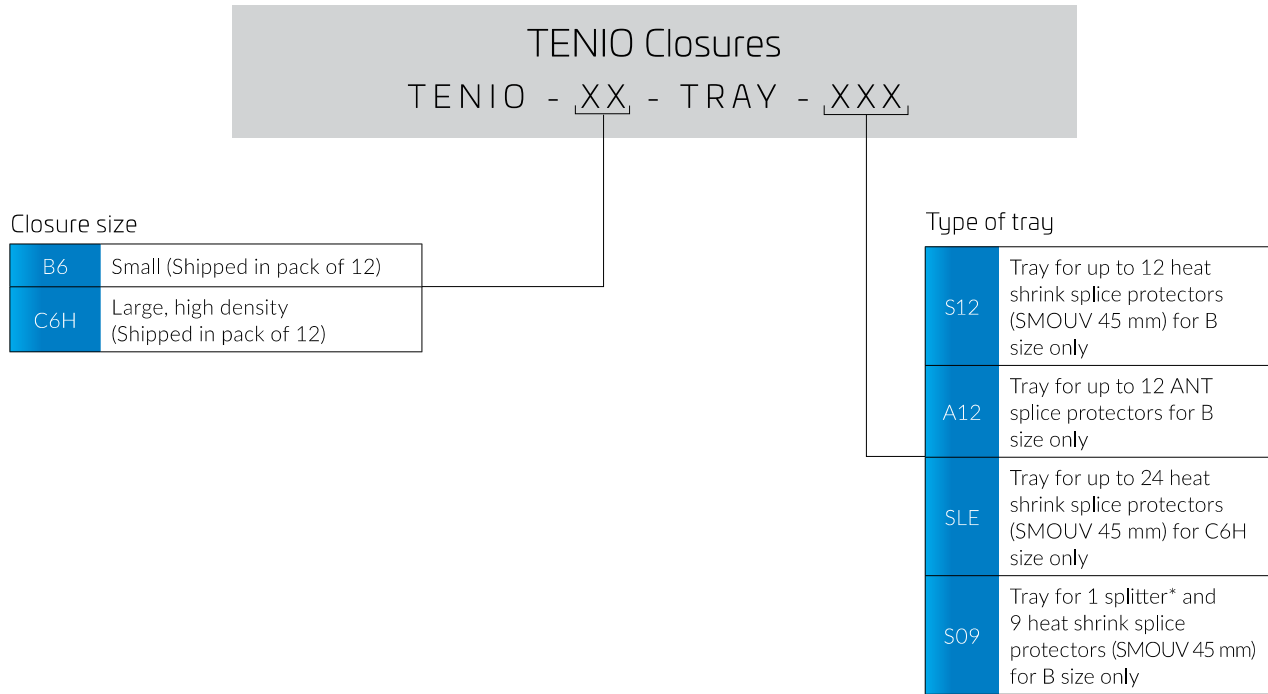 TENIO Closures
TENIO - XX - TRAY - XXX
Closure size
B6
Small (Shipped in pack of 12)
C6H
Large, high density
(Shipped in pack of 12)
Type of tray
S12
Tray for up to 12 heat
shrink splice protectors
(SMOUV 45 mm) for B
size only
A12
Tray for up to 12 ANT
splice protectors for B
size only
SLE
Tray for up to 24 heat
shrink splice protectors
(SMOUV 45 mm) for C6H
size only
S09
Tray for 1 splitter* and
9 heat shrink splice
protectors (SMOUV 45 mm)
for B size only